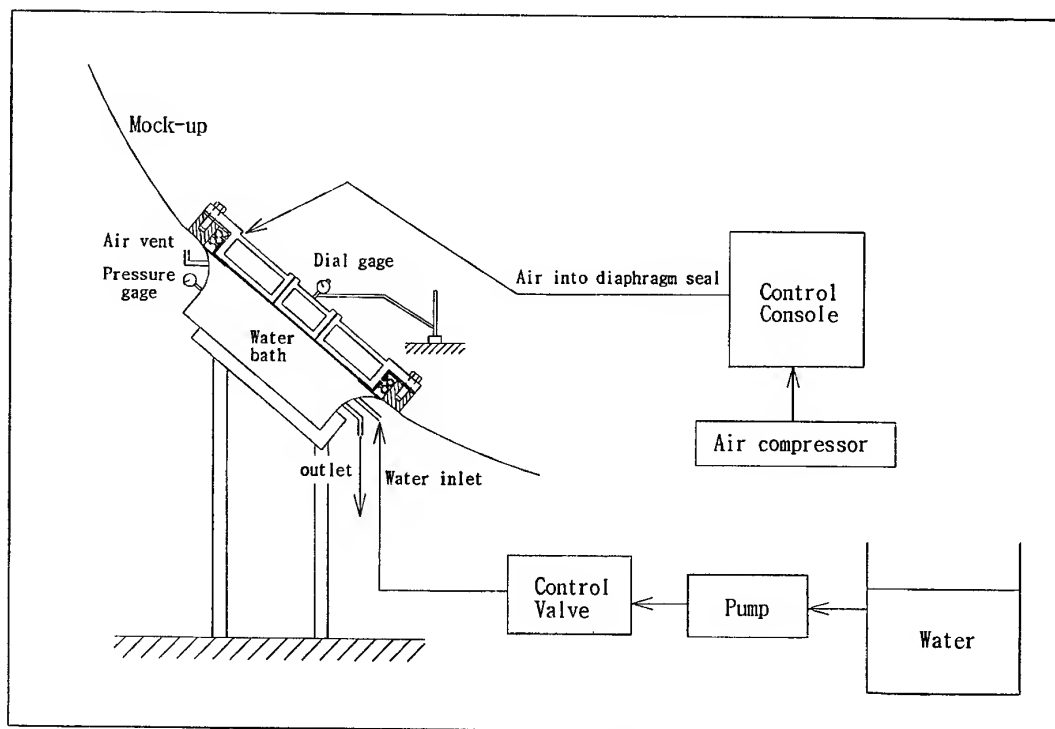 Mock-up
Air vent
Pressure
gage
Dial gage
Water
bath
Air into diaphragm seal
Control
Console
Air compressor
outlet
Water inlet
Control
Valve
Pump
Water